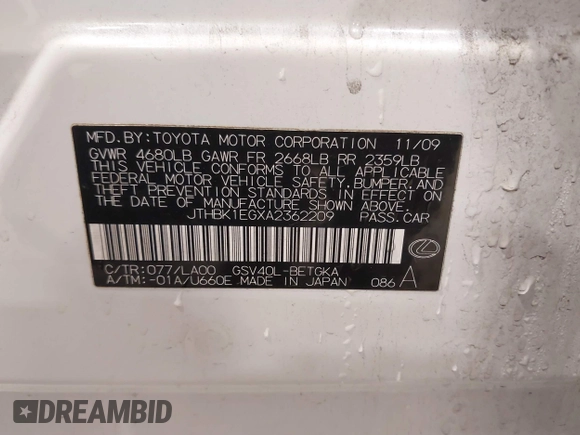 MFD. BY: TOYOTA MOTOR CORPORATION 11/09
GVWR 4680LB GAWR FR 2668LB RR 2359LB
THIS VEHICLE CONFORMS TO ALL APPLICABLE
FEDERAL MOTOR VEHICLE SAFETY, BUMPER, AND
THEFT PREVENTION STANDARDS IN EFFECT ON
THE DATE OF MANUFACTURE SHOWN ABOVE.
JTHBK1EGXA2362209 PASS. CAR
C/TR: 077/LA00 GSV40L-BETGKA
A/TM: -01A/U660E MADE IN JAPAN 086 A
DREAMBID